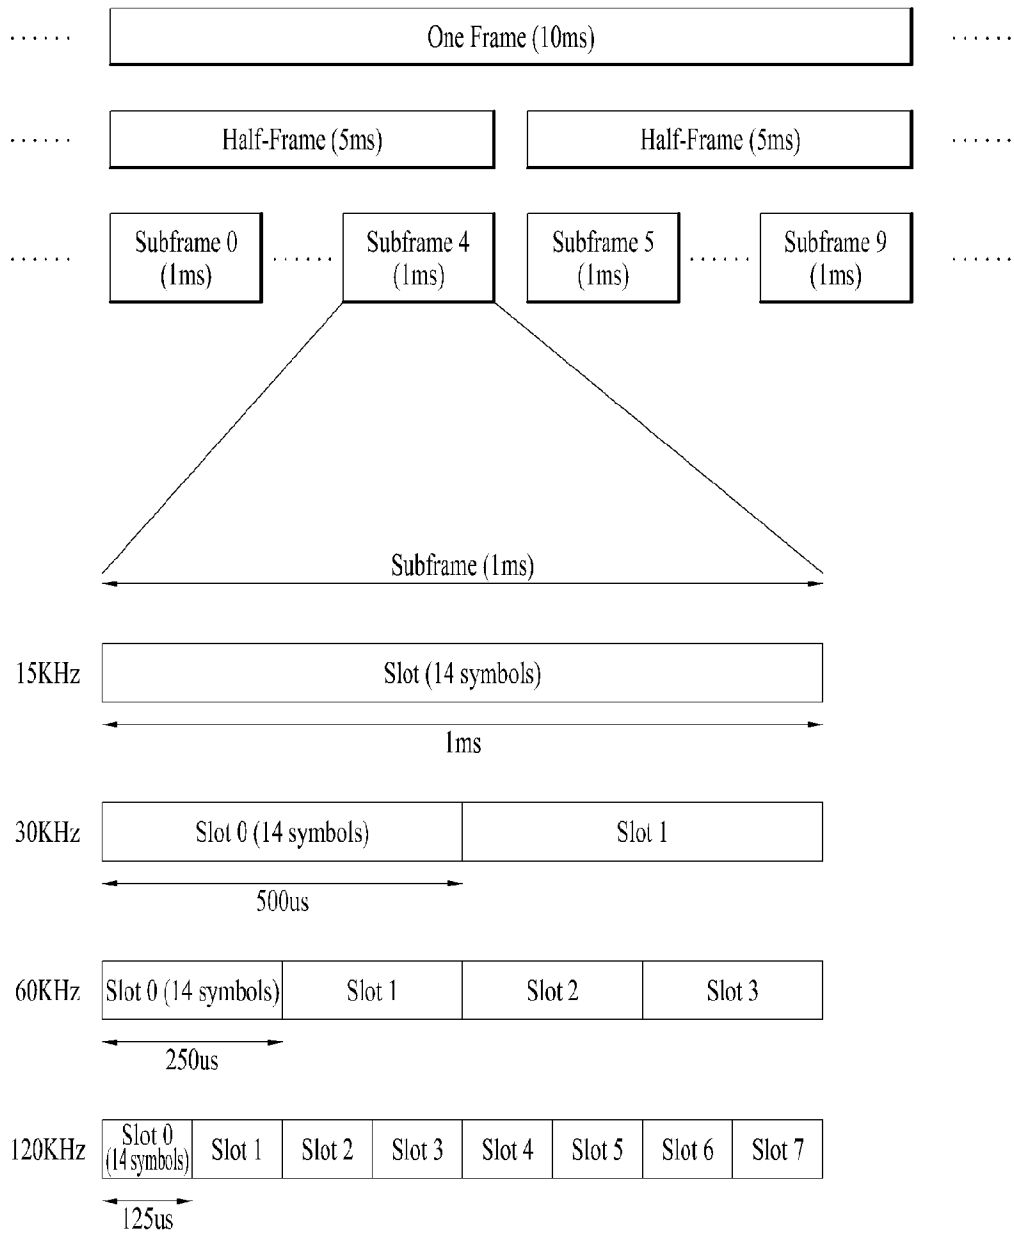 ...... One Frame (10ms) ......
...... Half-Frame (5ms) Half-Frame (5ms) ......
Subframe 0 Subframe 4 Subframe 5 Subframe 9
...... (1ms) ...... (1ms) (1ms) ...... (1ms) ......
Subframe (1ms)
15KHz Slot (14 symbols)
1ms
30KHz Slot 0 (14 symbols) Slot 1
500us
60KHz Slot 0 (14 symbols) Slot 1 Slot 2 Slot 3
250us
120KHz Slot 0 (14 symbols) Slot 1 Slot 2 Slot 3 Slot 4 Slot 5 Slot 6 Slot 7
125us